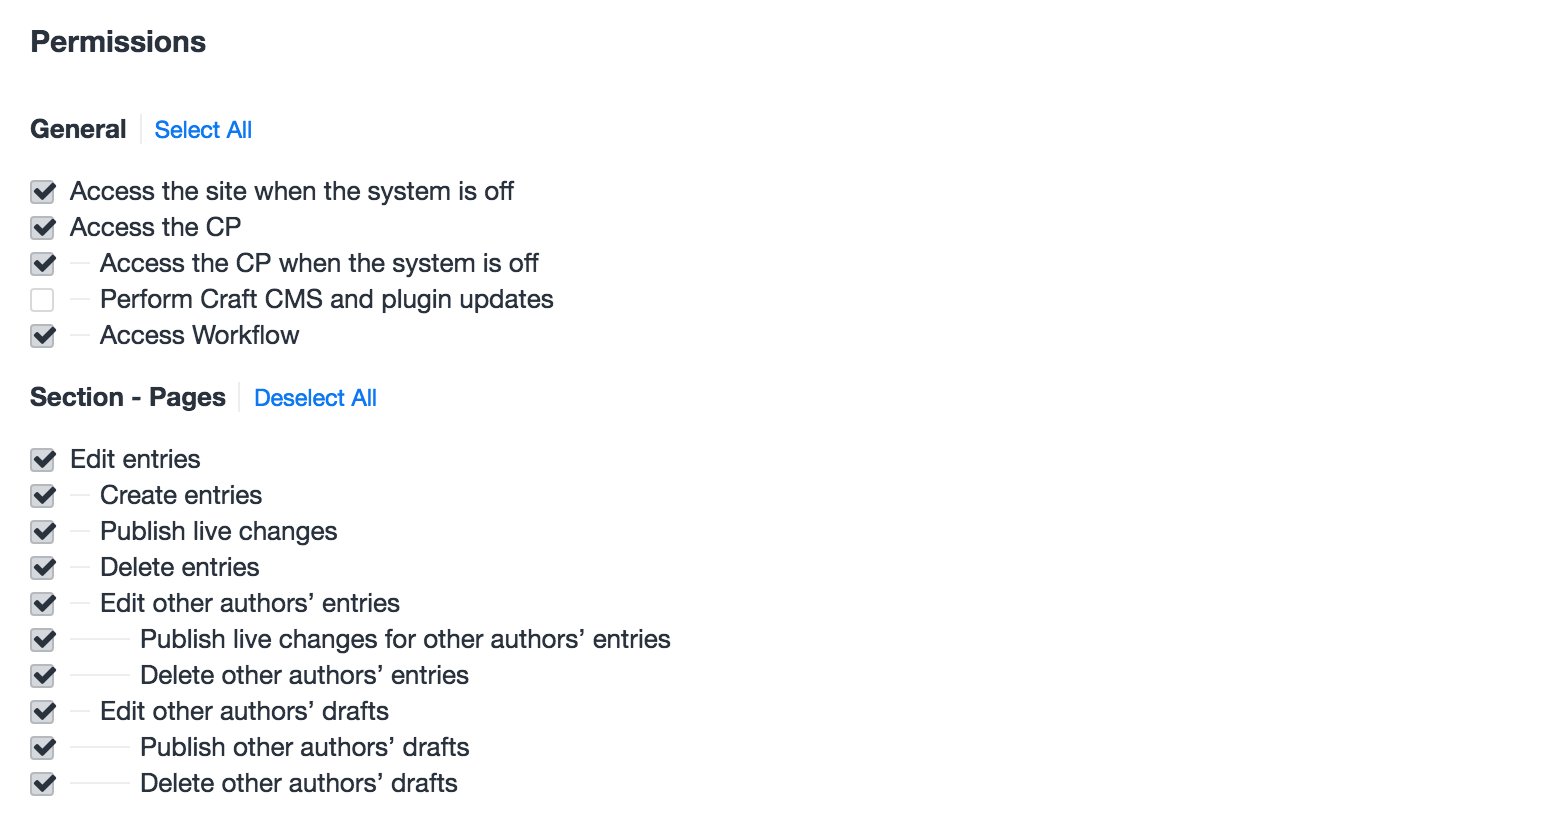 Permissions
General Select All
Access the site when the system is off
Access the CP
Access the CP when the system is off
Perform Craft CMS and plugin updates
Access Workflow
Section - Pages Deselect All
Edit entries
Create entries
Publish live changes
Delete entries
Edit other authors’ entries
Publish live changes for other authors’ entries
Delete other authors’ entries
Edit other authors’ drafts
Publish other authors’ drafts
Delete other authors’ drafts